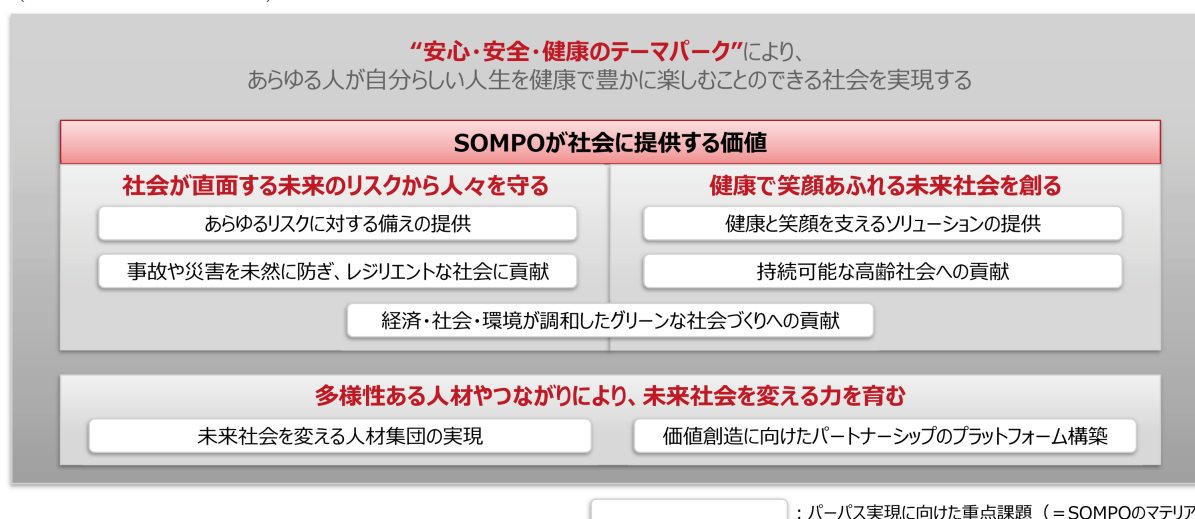 “安心・安全・健康のテーマパーク”により、
あらゆる人が自分らしい人生を健康で豊かに楽しむことのできる社会を実現する
SOMPOが社会に提供する価値
社会が直面する未来のリスクから人々を守る
あらゆるリスクに対する備えの提供
事故や災害を未然に防ぎ、レジリエントな社会に貢献
健康で笑顔あふれる未来社会を創る
健康と笑顔を支えるソリューションの提供
持続可能な高齢社会への貢献
経済・社会・環境が調和したグリーンな社会づくりへの貢献
多様性ある人材やつながりにより、未来社会を変える力を育む
未来社会を変える人材集団の実現
価値創造に向けたパートナーシップのプラットフォーム構築
：パーパス実現に向けた重点課題（=SOMPOのマテリア